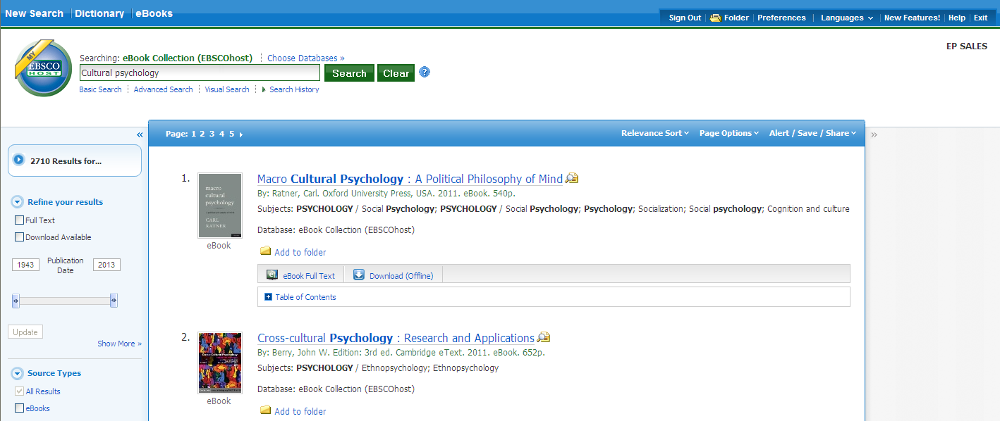 New Search Dictionary eBooks
Sign Out Folder Preferences Languages New Features! Help Exit
MY
EBSCO
HOST
Searching: eBook Collection (EBSCOhost) Choose Databases »
EP SALES
Cultural psychology Search Clear ?
Basic Search Advanced Search Visual Search Search History
«
Page: 1 2 3 4 5
Relevance Sort Page Options Alert / Save / Share
»
2710 Results for...
Refine your results
Full Text
Download Available
1943 Publication Date 2013
Update
Show More »
Source Types
All Results
eBooks
1.
macro
cultural
psychology
CARL
RATNER
eBook
Macro Cultural Psychology : A Political Philosophy of Mind
By: Ratner, Carl. Oxford University Press, USA. 2011. eBook. 540p.
Subjects: PSYCHOLOGY / Social Psychology; PSYCHOLOGY / Social Psychology; Psychology; Socialization; Social psychology; Cognition and culture
Database: eBook Collection (EBSCOhost)
Add to folder
eBook Full Text Download (Offline)
Table of Contents
2.
Cross-Cultural Psychology
eBook
Cross-cultural Psychology : Research and Applications
By: Berry, John W. Edition: 3rd ed. Cambridge eText. 2011. eBook. 652p.
Subjects: PSYCHOLOGY / Ethnopsychology; Ethnopsychology
Database: eBook Collection (EBSCOhost)
Add to folder